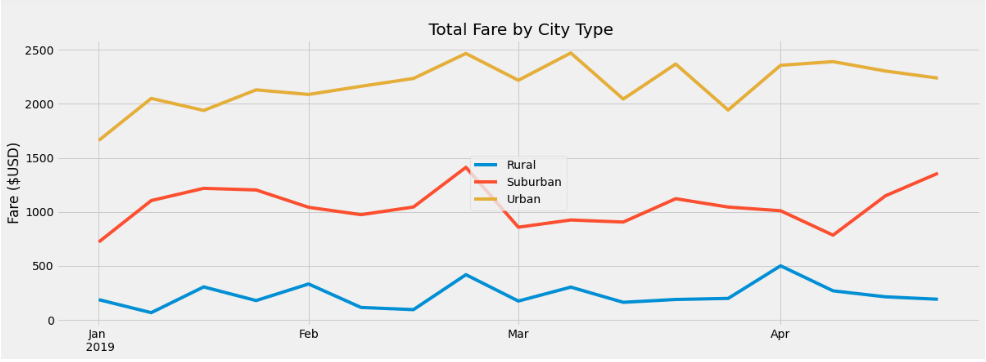 Total Fare by City Type
2500
2000
1500
1000
500
0
Fare ($USD)
Rural
Suburban
Urban
Jan Feb Mar Apr
2019